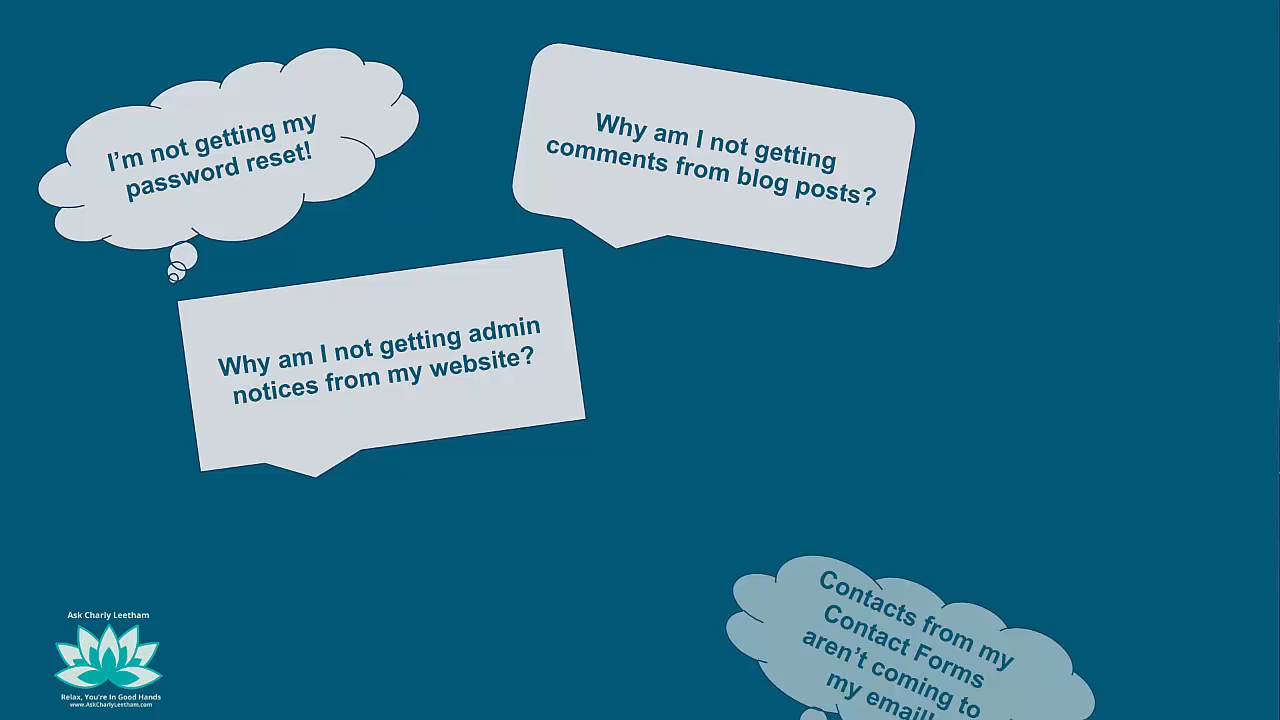 I'm not getting my
password reset!
Why am I not getting
comments from blog posts?
Why am I not getting admin
notices from my website?
Contacts from my
Contact Forms
aren't coming to
my email!
Ask Charly Leetham
Relax, You're In Good Hands
www.AskCharlyLeetham.com